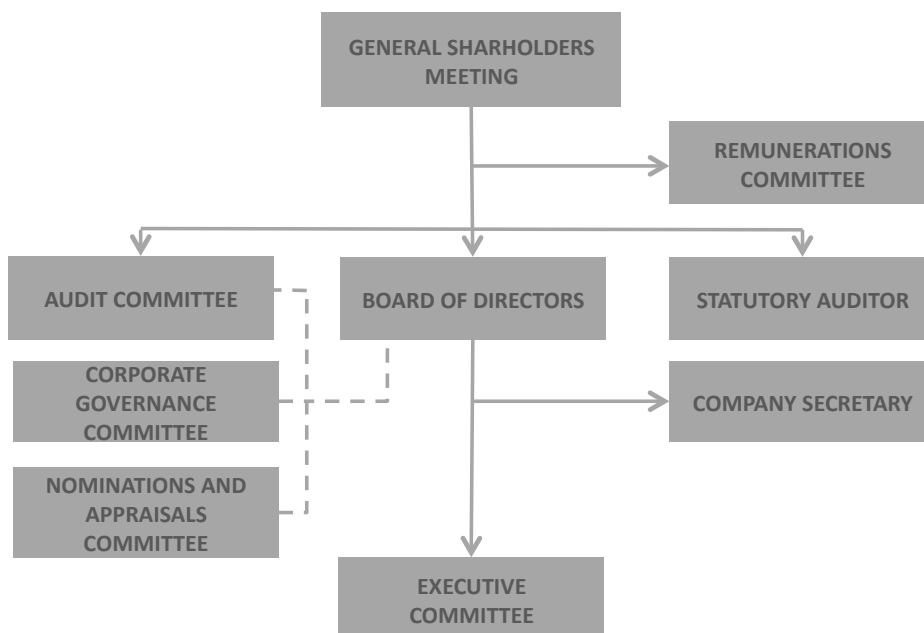 GENERAL SHARHOLDERS
MEETING
REMUNERATIONS
COMMITTEE
AUDIT COMMITTEE
BOARD OF DIRECTORS
STATUTORY AUDITOR
CORPORATE
GOVERNANCE
COMMITTEE
COMPANY SECRETARY
NOMINATIONS AND
APPRAISALS
COMMITTEE
EXECUTIVE
COMMITTEE